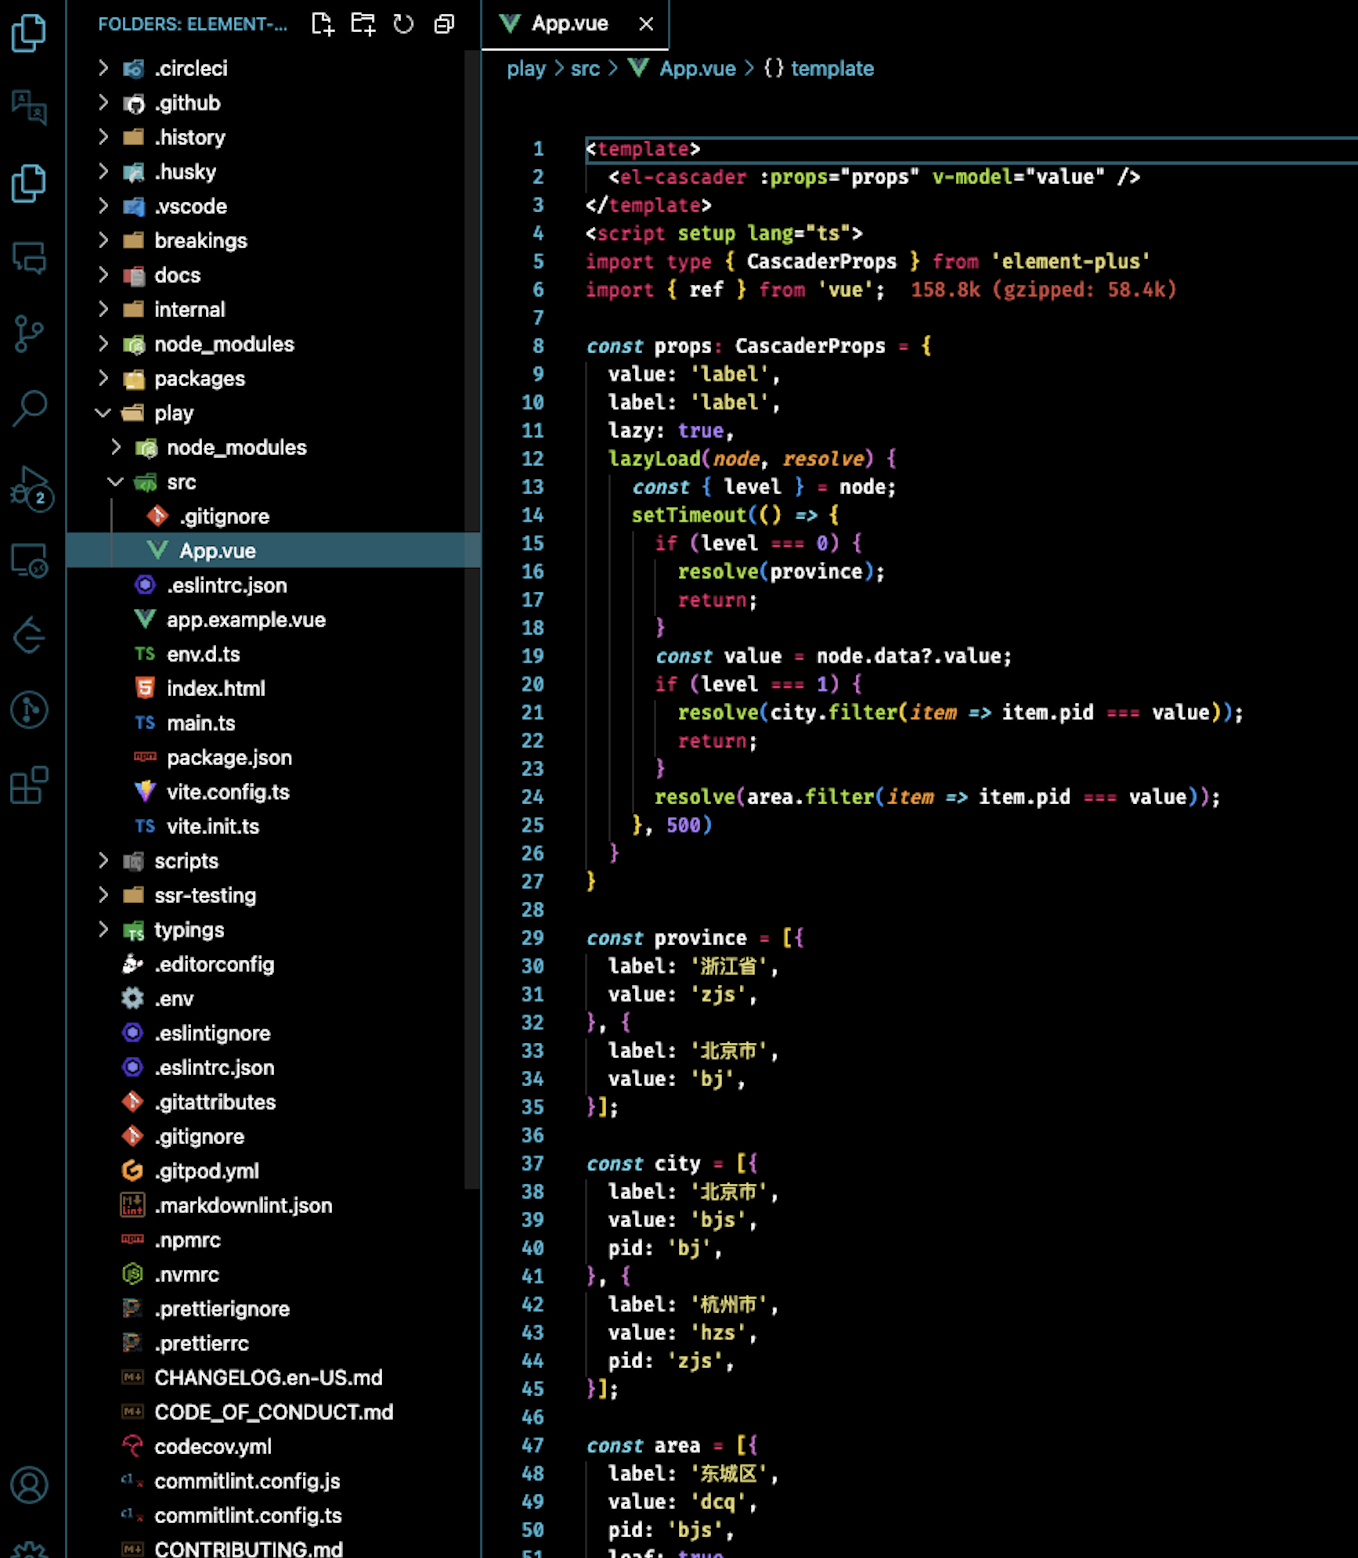 FOLDERS: ELEMENT-...
.circleci
.github
.history
.husky
.vscode
breakings
docs
internal
node_modules
packages
play
node_modules
src
.gitignore
App.vue
.eslintrc.json
app.example.vue
TS env.d.ts
index.html
TS main.ts
package.json
vite.config.ts
TS vite.init.ts
scripts
ssr-testing
typings
.editorconfig
.env
.eslintignore
.eslintrc.json
.gitattributes
.gitignore
.gitpod.yml
.markdownlint.json
.npmrc
.nvmrc
.prettierignore
.prettierrc
CHANGELOG.en-US.md
CODE_OF_CONDUCT.md
codecov.yml
commitlint.config.js
commitlint.config.ts
CONTRIBUTING.md
2
App.vue
play > src > App.vue > {} template
1 <template>
2 <el-cascader :props="props" v-model="value" />
3 </template>
4 <script setup lang="ts">
5 import type { CascaderProps } from 'element-plus'
6 import { ref } from 'vue'; 158.8k (gzipped: 58.4k)
7
8 const props: CascaderProps = {
9 value: 'label',
10 label: 'label',
11 lazy: true,
12 lazyLoad(node, resolve) {
13 const { level } = node;
14 setTimeout(() => {
15 if (level === 0) {
16 resolve(province);
17 return;
18 }
19 const value = node.data?.value;
20 if (level === 1) {
21 resolve(city.filter(item => item.pid === value));
22 return;
23 }
24 resolve(area.filter(item => item.pid === value));
25 }, 500)
26 }
27 }
28
29 const province = [{
30 label: '浙江省',
31 value: 'zjs',
32 }, {
33 label: '北京市',
34 value: 'bj',
35 }];
36
37 const city = [{
38 label: '北京市',
39 value: 'bjs',
40 pid: 'bj',
41 }, {
42 label: '杭州市',
43 value: 'hzs',
44 pid: 'zjs',
45 }];
46
47 const area = [{
48 label: '东城区',
49 value: 'dcq',
50 pid: 'bjs',
51 leaf: true